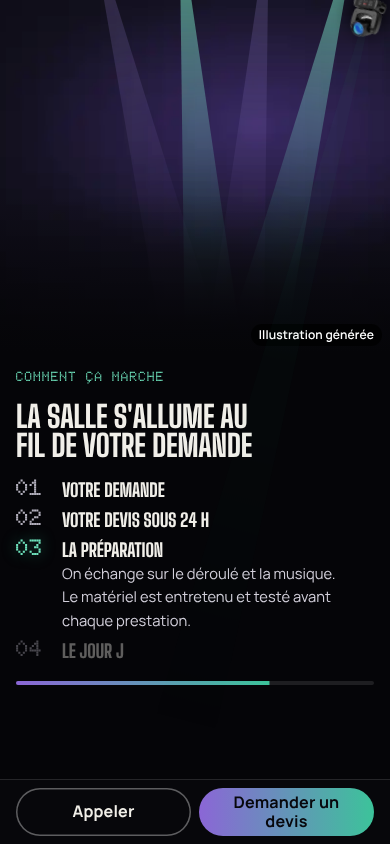 Illustration générée
COMMENT ÇA MARCHE
LA SALLE S'ALLUME AU
FIL DE VOTRE DEMANDE
01 VOTRE DEMANDE
02 VOTRE DEVIS SOUS 24 H
03 LA PRÉPARATION
On échange sur le déroulé et la musique.
Le matériel est entretenu et testé avant
chaque prestation.
04 LE JOUR J
Appeler
Demander un
devis